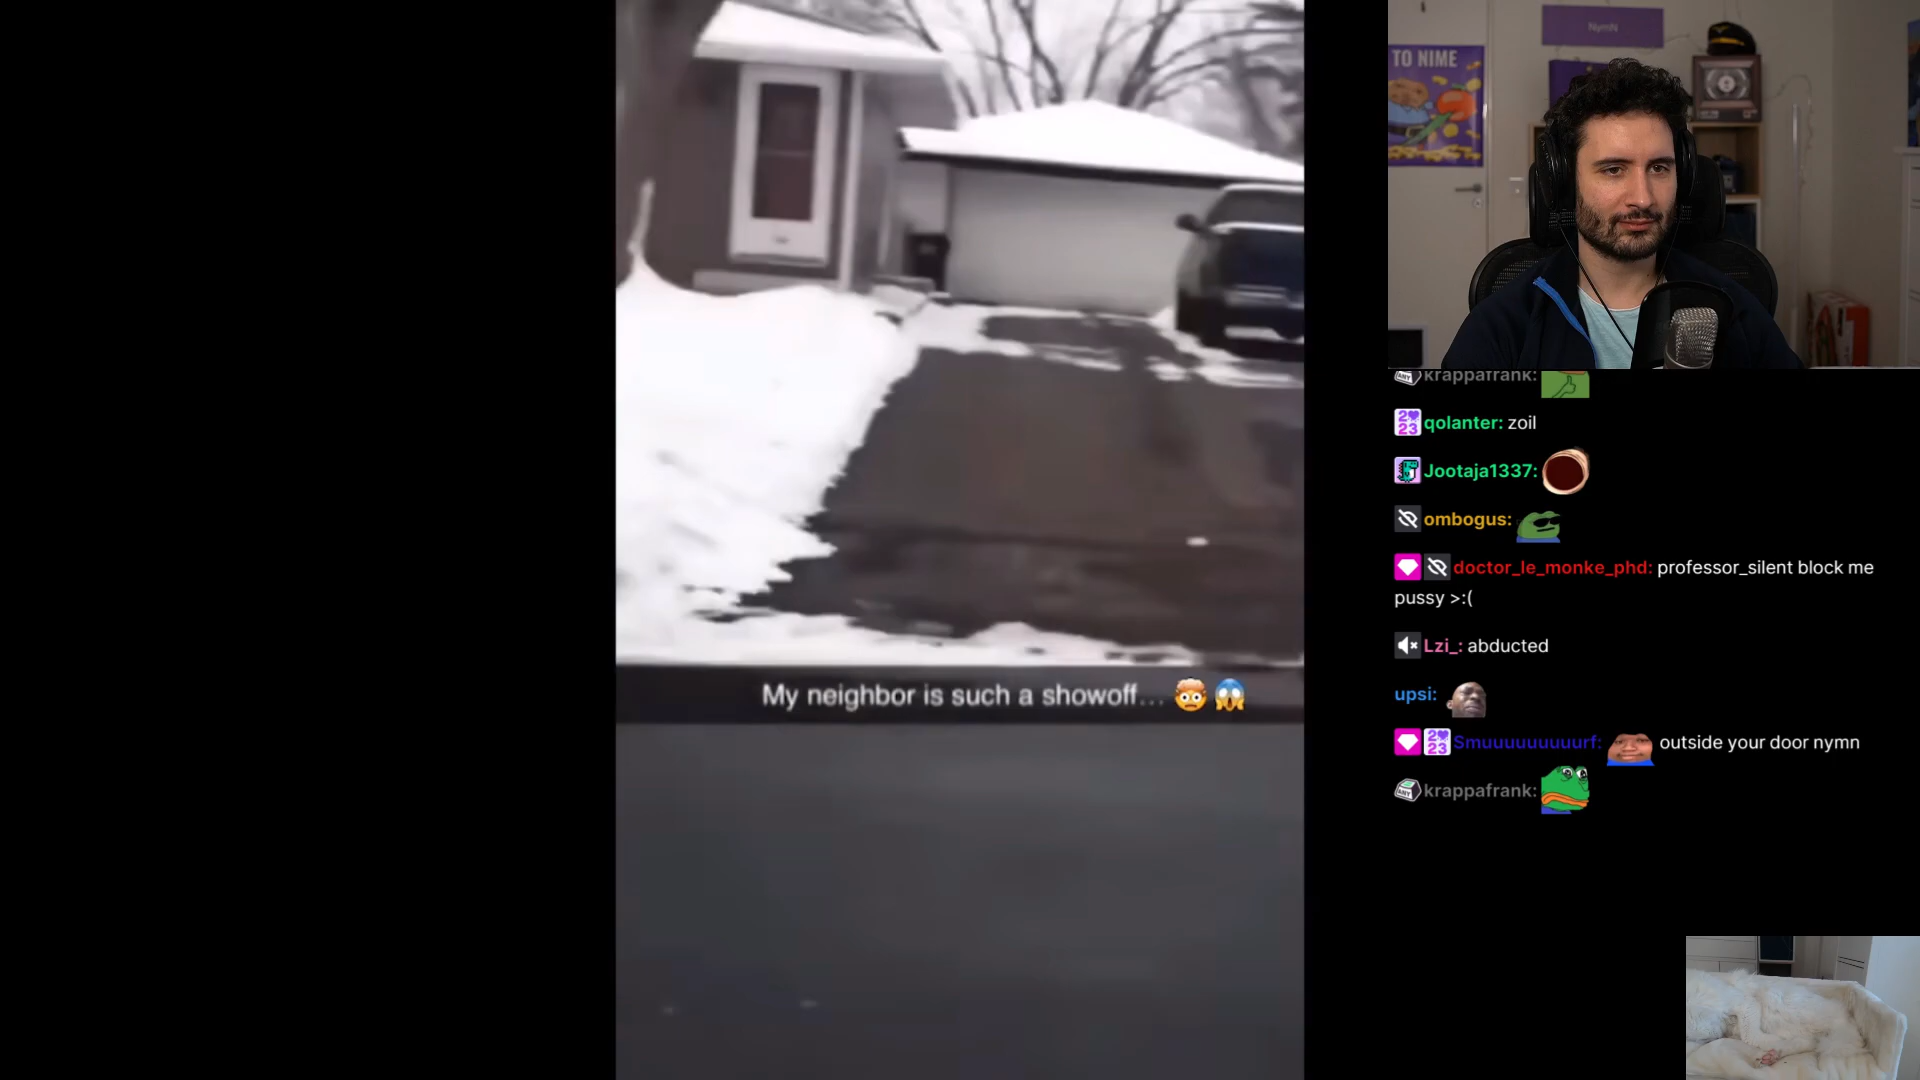 NymN
TO NIME
My neighbor is such a showoff... 🤯 😱
krappafrank:
qolanter: zoil
Jootaja1337:
ombogus:
doctor_le_monke_phd: professor_silent block me
pussy >:(
Lzi_: abducted
upsi:
Smuuuuuuuuurf: outside your door nymn
krappafrank: